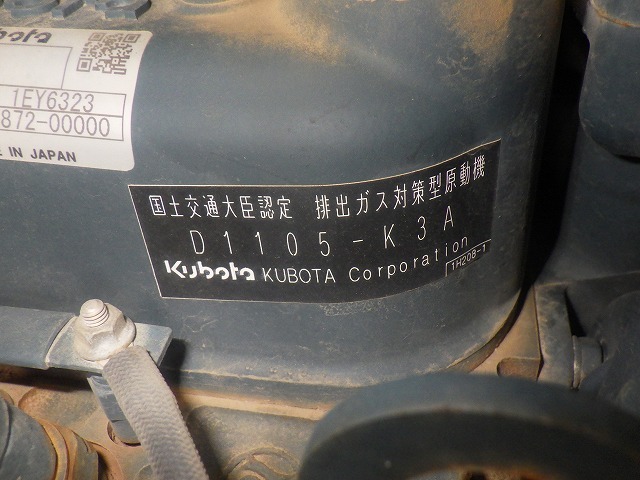 Kubota
1EY6323
872-00000
E IN JAPAN
国土交通大臣認定 排出ガス対策型原動機
D1105-K3A
Kubota KUBOTA Corporation
1H208-1